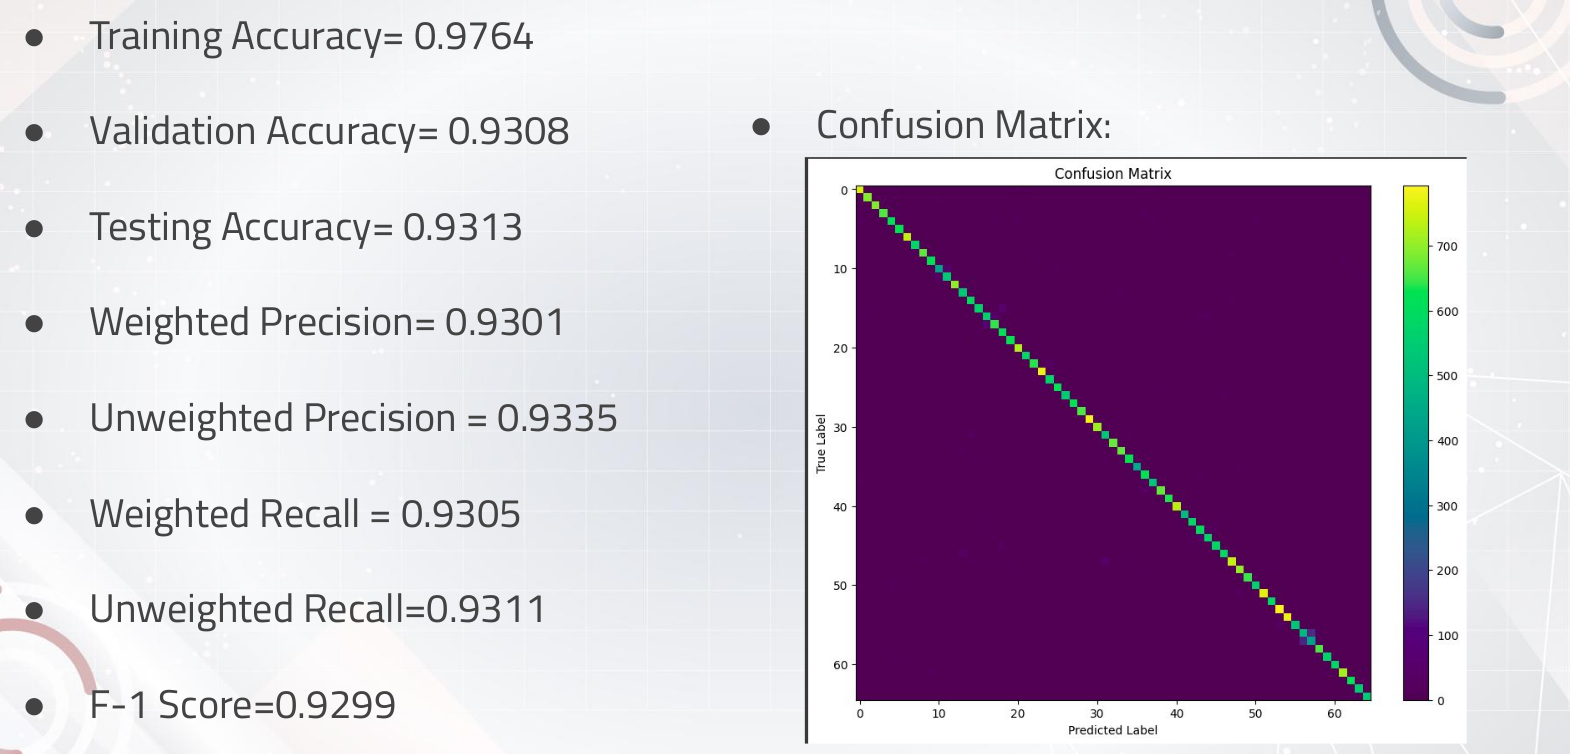 ● Training Accuracy= 0.9764
● Validation Accuracy= 0.9308
● Testing Accuracy= 0.9313
● Weighted Precision= 0.9301
● Unweighted Precision = 0.9335
● Weighted Recall = 0.9305
● Unweighted Recall=0.9311
● F-1 Score=0.9299
● Confusion Matrix:
Confusion Matrix
0
10
20
30
40
50
60
True Label
0 10 20 30 40 50 60
Predicted Label
700
600
500
400
300
200
100
0